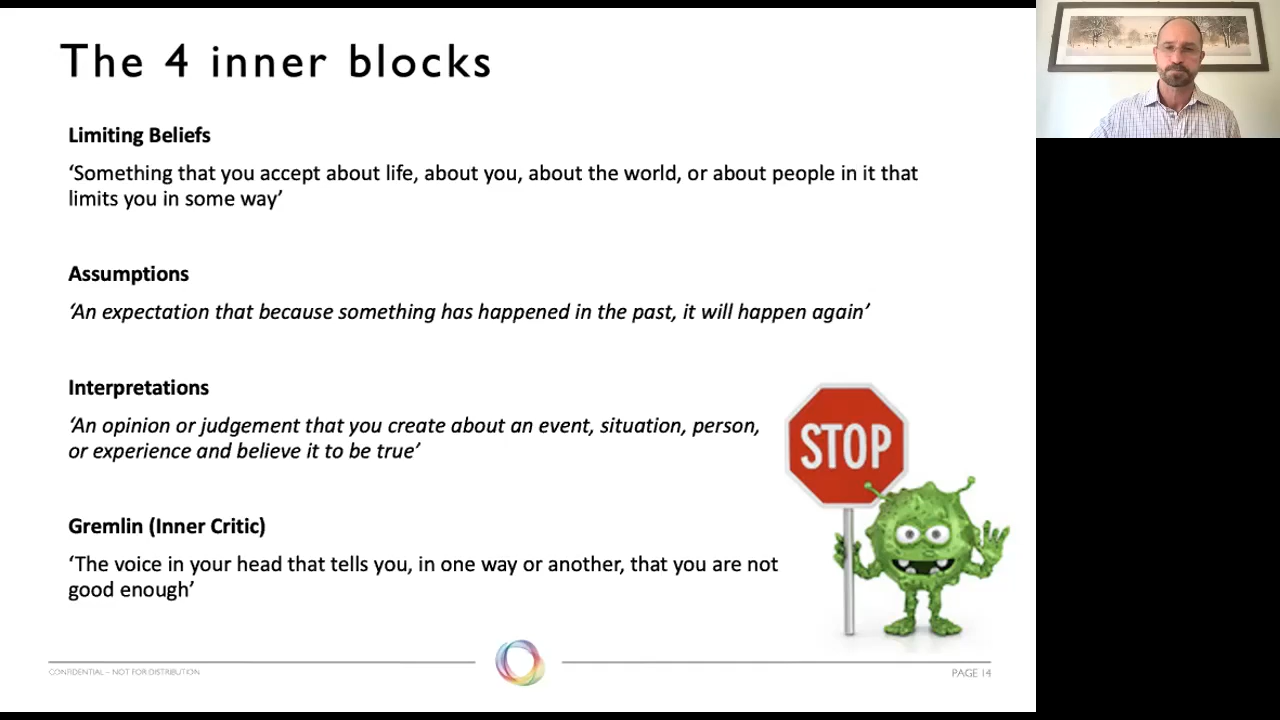 The 4 inner blocks
Limiting Beliefs
‘Something that you accept about life, about you, about the world, or about people in it that
limits you in some way’
Assumptions
‘An expectation that because something has happened in the past, it will happen again’
Interpretations
‘An opinion or judgement that you create about an event, situation, person,
or experience and believe it to be true’
STOP
Gremlin (Inner Critic)
‘The voice in your head that tells you, in one way or another, that you are not
good enough’
CONFIDENTIAL – NOT FOR DISTRIBUTION
PAGE 14